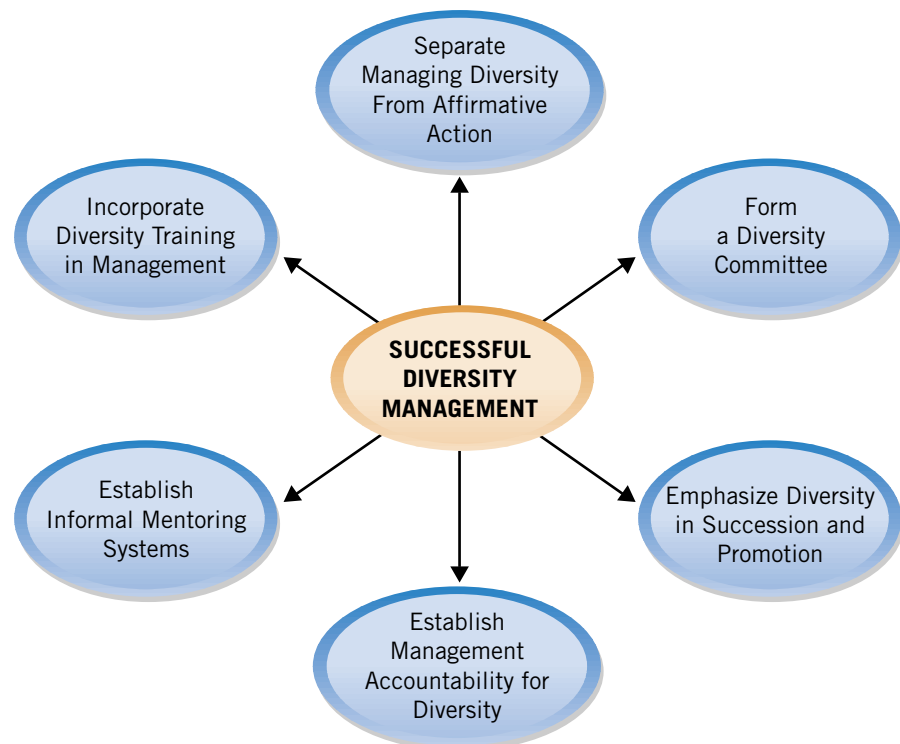 Separate
Managing Diversity
From Affirmative
Action
Incorporate
Diversity Training
in Management
Form
a Diversity
Committee
SUCCESSFUL
DIVERSITY
MANAGEMENT
Establish
Informal Mentoring
Systems
Emphasize Diversity
in Succession and
Promotion
Establish
Management
Accountability for
Diversity